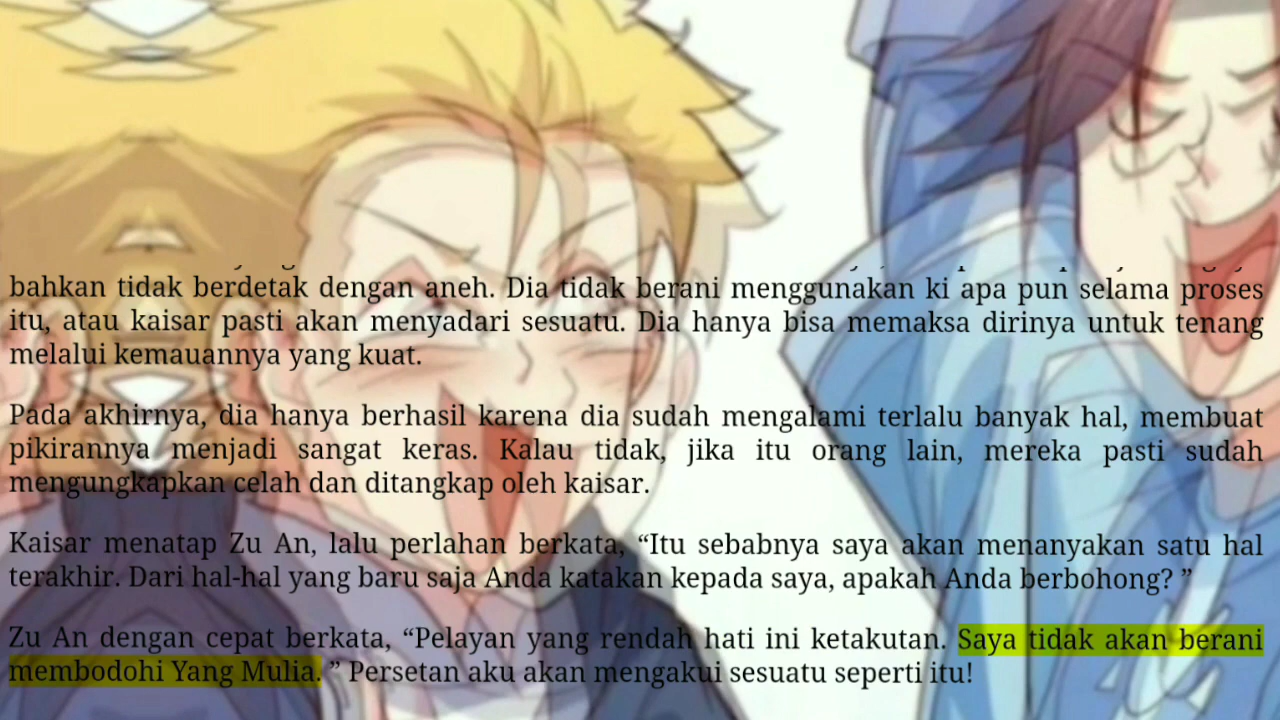 bahkan tidak berdetak dengan aneh. Dia tidak berani menggunakan ki apa pun selama proses
itu, atau kaisar pasti akan menyadari sesuatu. Dia hanya bisa memaksa dirinya untuk tenang
melalui kemauannya yang kuat.
Pada akhirnya, dia hanya berhasil karena dia sudah mengalami terlalu banyak hal, membuat
pikirannya menjadi sangat keras. Kalau tidak, jika itu orang lain, mereka pasti sudah
mengungkapkan celah dan ditangkap oleh kaisar.
Kaisar menatap Zu An, lalu perlahan berkata, “Itu sebabnya saya akan menanyakan satu hal
terakhir. Dari hal-hal yang baru saja Anda katakan kepada saya, apakah Anda berbohong? ”
Zu An dengan cepat berkata, “Pelayan yang rendah hati ini ketakutan. Saya tidak akan berani
membodohi Yang Mulia. ” Persetan aku akan mengakui sesuatu seperti itu!